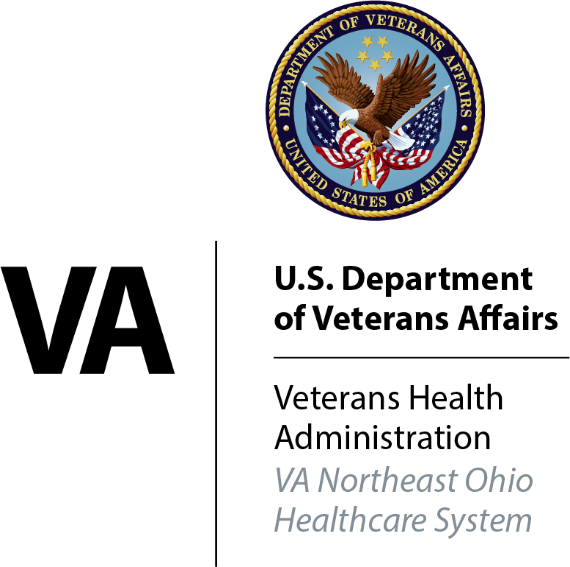 DEPARTMENT OF VETERANS AFFAIRS
UNITED STATES OF AMERICA
VA
U.S. Department
of Veterans Affairs
Veterans Health
Administration
VA Northeast Ohio
Healthcare System